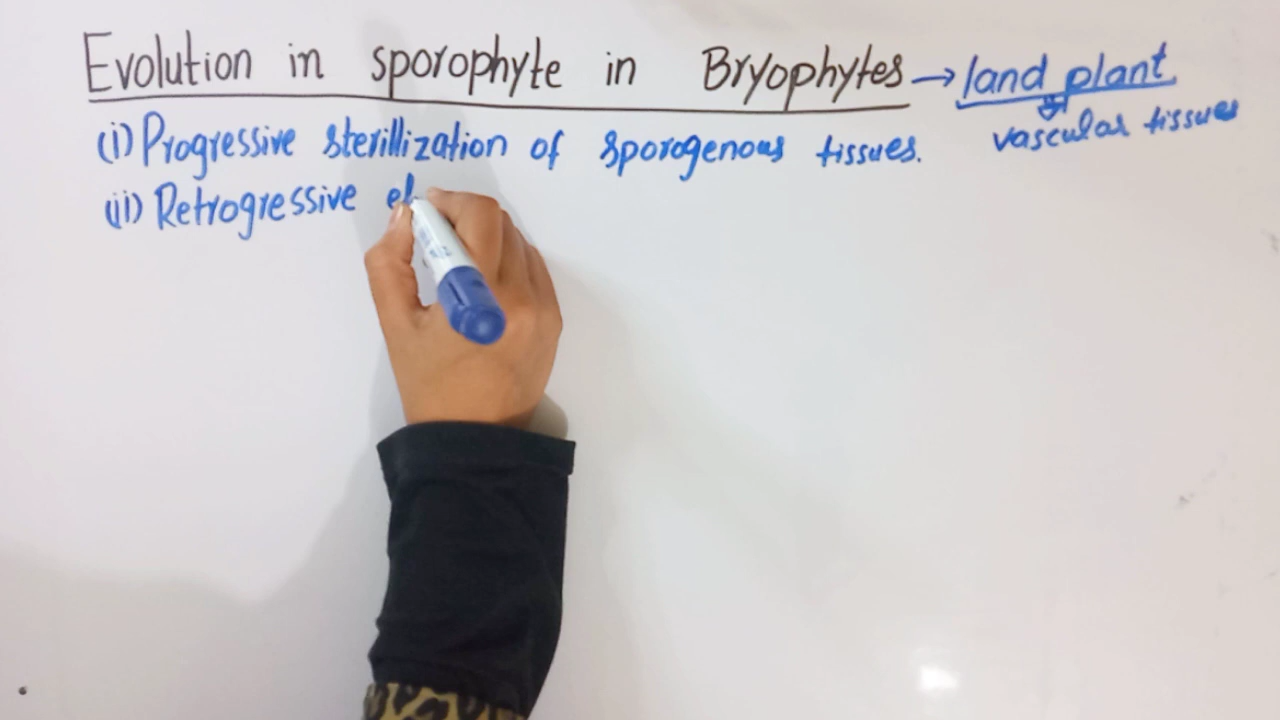 Evolution in sporophyte in Bryophytes → land plant
vascular tissues
(i) Progressive sterillization of sporogenous tissues.
(ii) Retrogressive